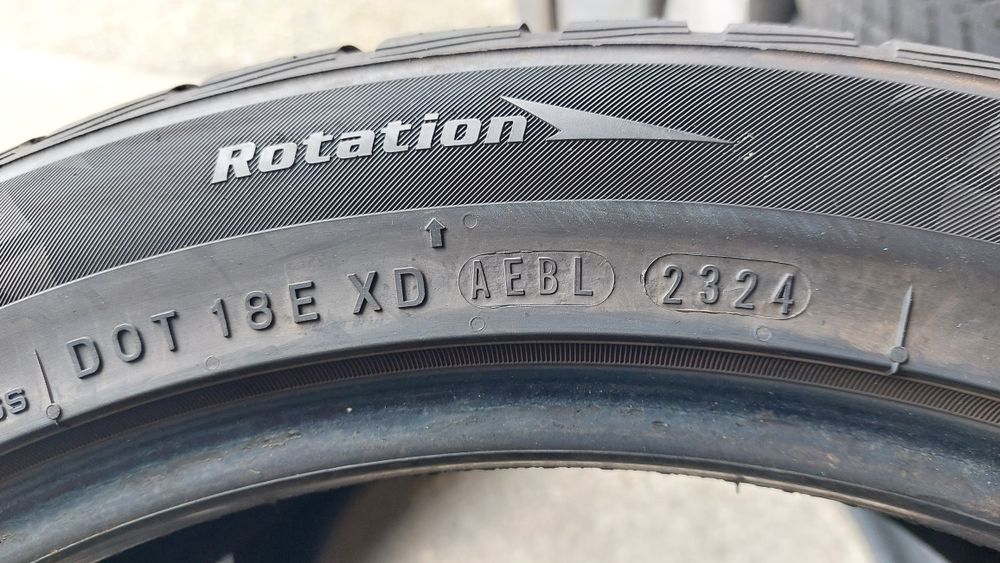 Rotation
DOT 18E XD AEBL 2324